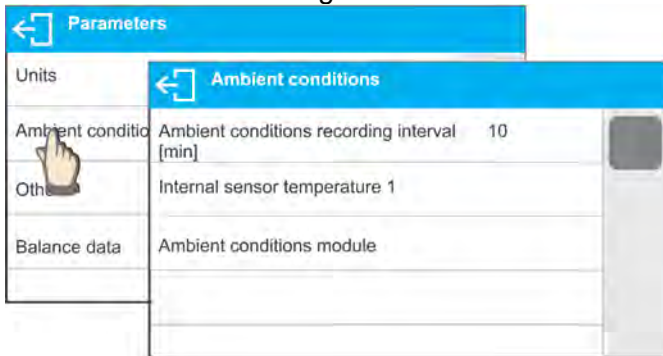 Parameters
Units
Ambient conditio
Oth
Balance data
Ambient conditions
Ambient conditions recording interval 10
[min]
Internal sensor temperature 1
Ambient conditions module